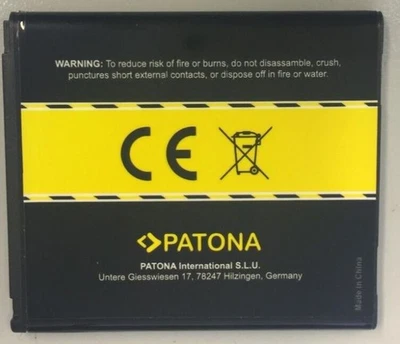 WARNING: To reduce risk of fire or burns, do not disassemble, crush,
punctures short external contacts, or dispose off in fire or water.
CE
PATONA
PATONA International S.L.U.
Untere Giesswiesen 17, 78247 Hilzingen, Germany
Made in P.R.China